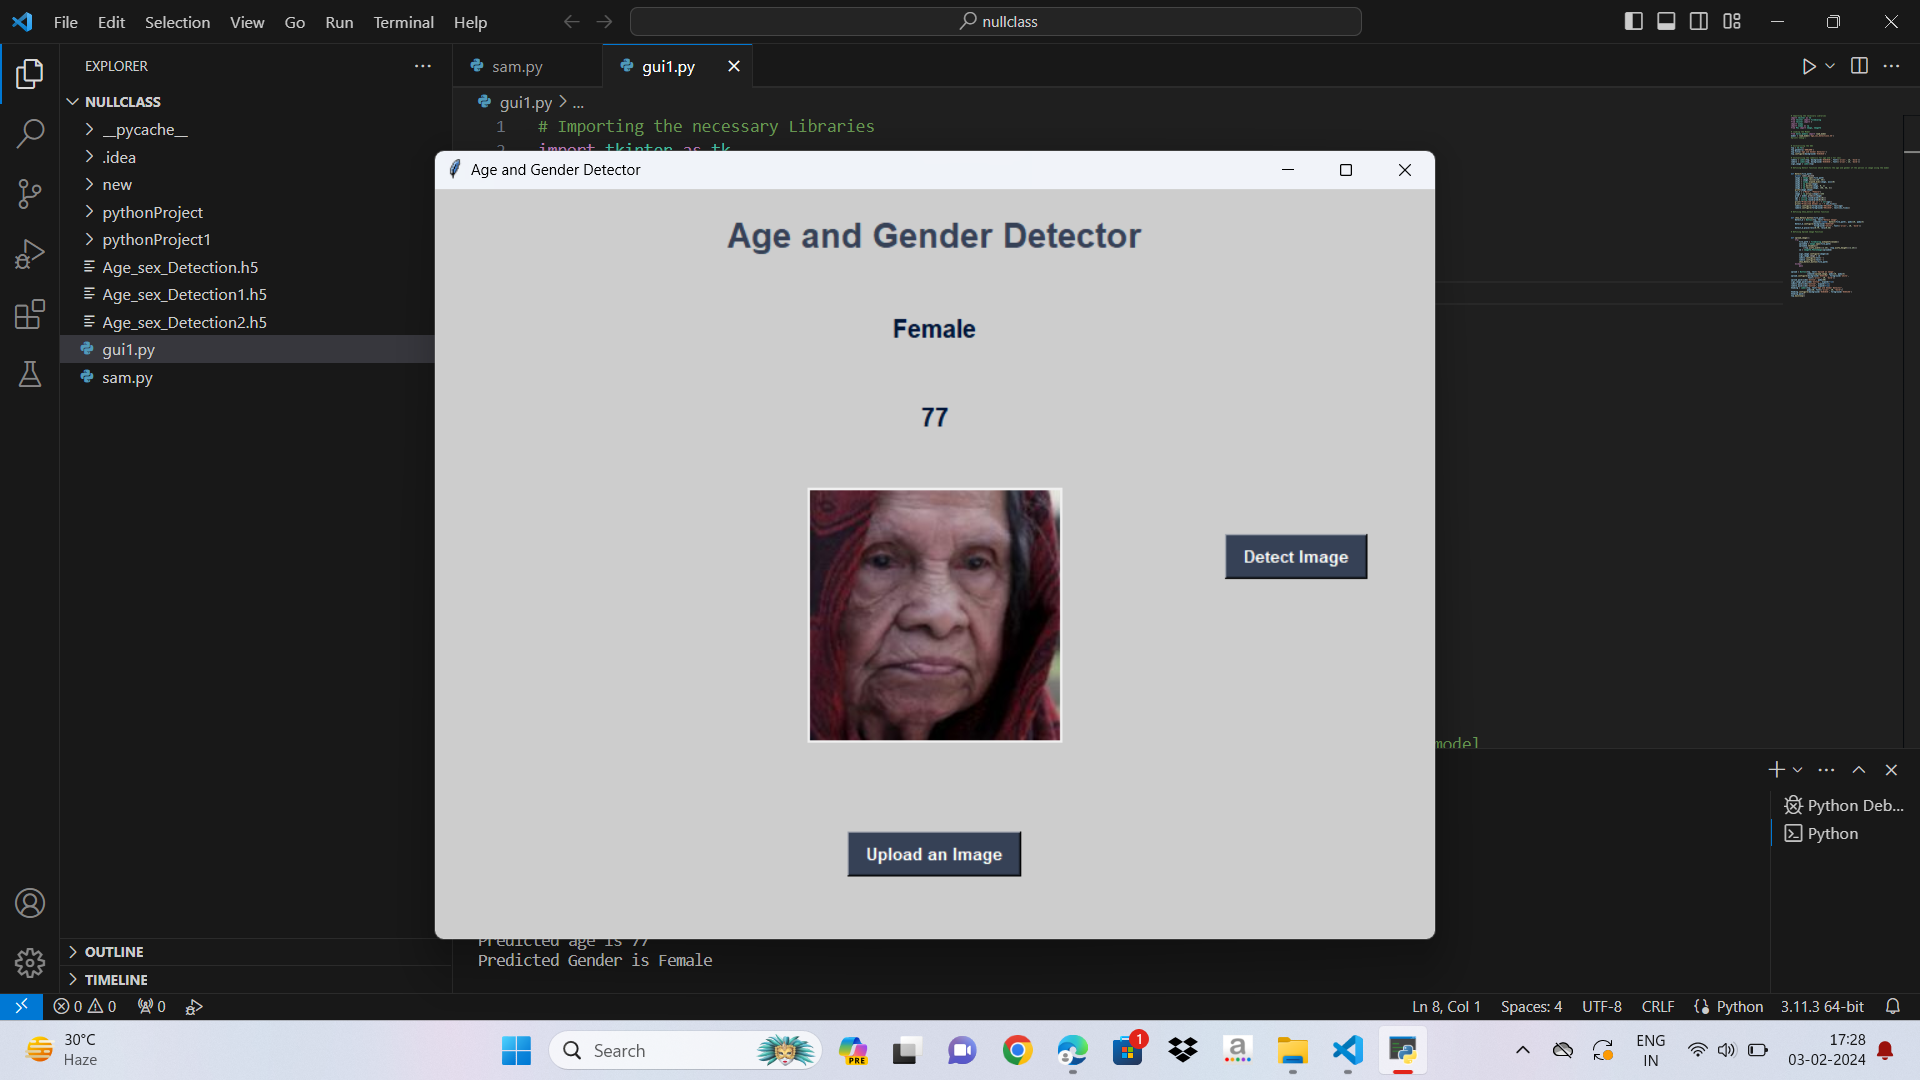 File Edit Selection View Go Run Terminal Help
nullclass
EXPLORER
NULLCLASS
__pycache__
.idea
new
pythonProject
pythonProject1
Age_sex_Detection.h5
Age_sex_Detection1.h5
Age_sex_Detection2.h5
gui1.py
sam.py
OUTLINE
TIMELINE
sam.py
gui1.py
gui1.py > ...
1 # Importing the necessary Libraries
2 import tkinter as tk
Age and Gender Detector
Age and Gender Detector
Female
77
Detect Image
Upload an Image
model
Python Deb...
Python
Predicted age is 77
Predicted Gender is Female
0 0 0
Ln 8, Col 1 Spaces: 4 UTF-8 CRLF Python 3.11.3 64-bit
30°C
Haze
Search
PRE
1
a
ENG
IN
17:28
03-02-2024